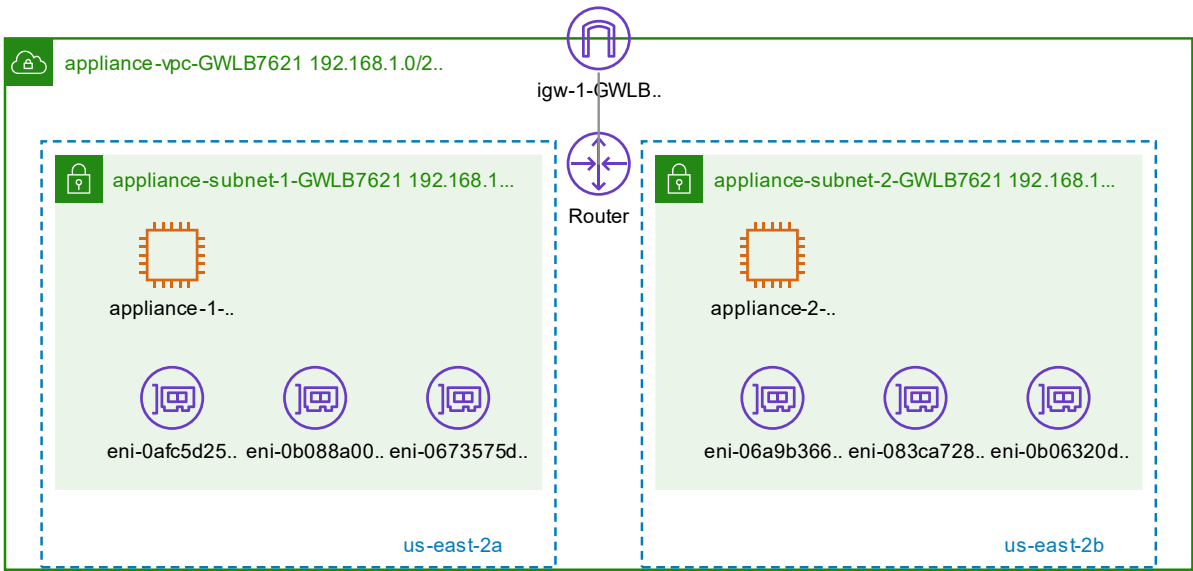 appliance-vpc-GWLB7621 192.168.1.0/2..
igw-1-GWLB..
Router
appliance-subnet-1-GWLB7621 192.168.1...
appliance-1-..
eni-0afc5d25.. eni-0b088a00.. eni-0673575d..
us-east-2a
appliance-subnet-2-GWLB7621 192.168.1...
appliance-2-..
eni-06a9b366.. eni-083ca728.. eni-0b06320d..
us-east-2b